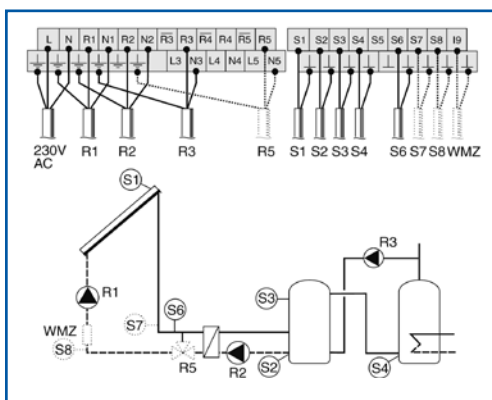 L N R1 N1 R2 N2 R3 R3 R4 R4 R5 R5 S1 S2 S3 S4 S5 S6 S7 S8 I9
L3 N3 L4 N4 L5 N5
230V R1 R2 R3 R5 S1 S2 S3 S4 S6 S7 S8 WMZ
AC
S1
R3
R1
S6 S3
WMZ S7
S8 R5 R2 S2 S4